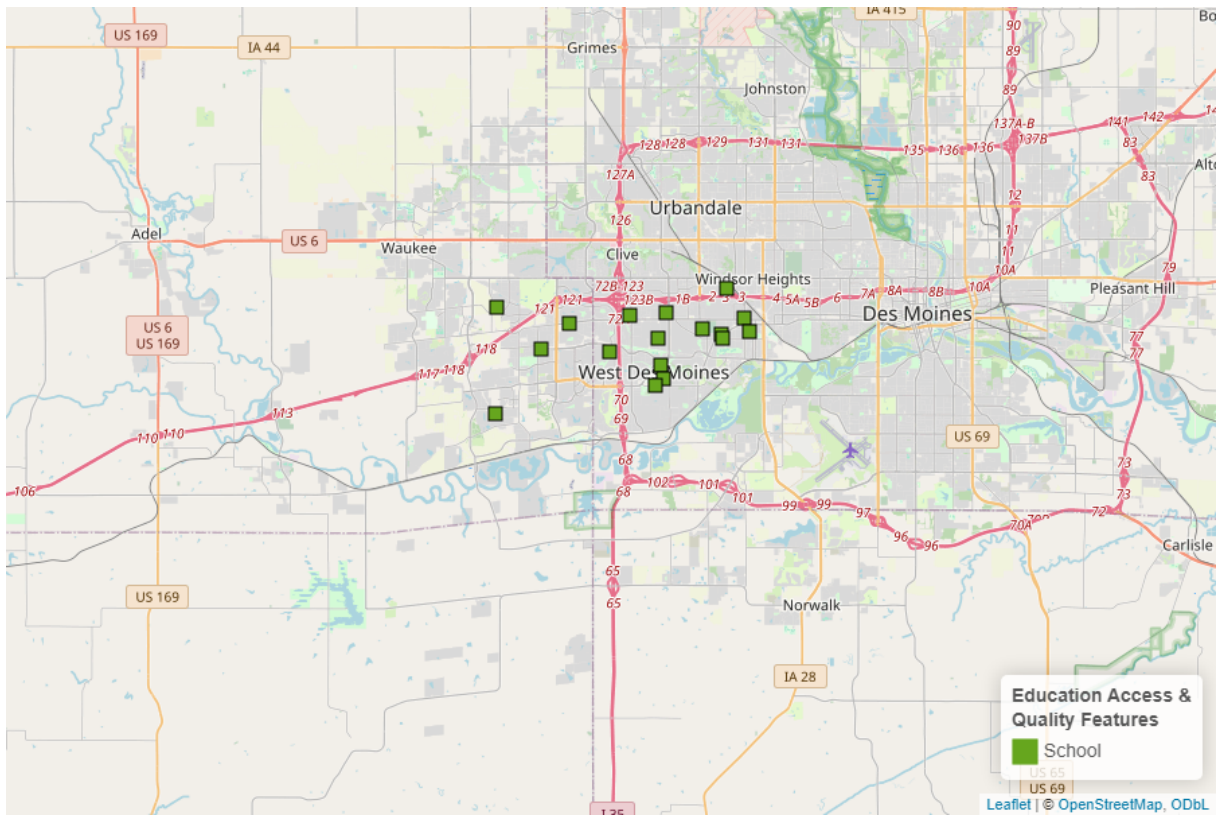 US 169
IA 44
Grimes
IA 415
90
89
89
Johnston
137A-B
137B
141
142
83
83
128
128
129
131
131
135
136
136
127A
12
126
Urbandale
11
11
10A
Adel
US 6
Waukee
Clive
Windsor Heights
72B
123
121
121
123B
1B
2
3
3
4
5A
5B
6
7A
8A
8B
10A
79
Pleasant Hill
72
Des Moines
US 6
US 169
118
118
117
77
77
West Des Moines
113
70
69
110
110
US 69
106
68
68
102
101
101
99
99
97
96
96
70A
72
73
73
Carlisle
65
65
US 169
Norwalk
IA 28
I 35
Education Access &
Quality Features
School
US 65
US 69
Leaflet | © OpenStreetMap, ODbL